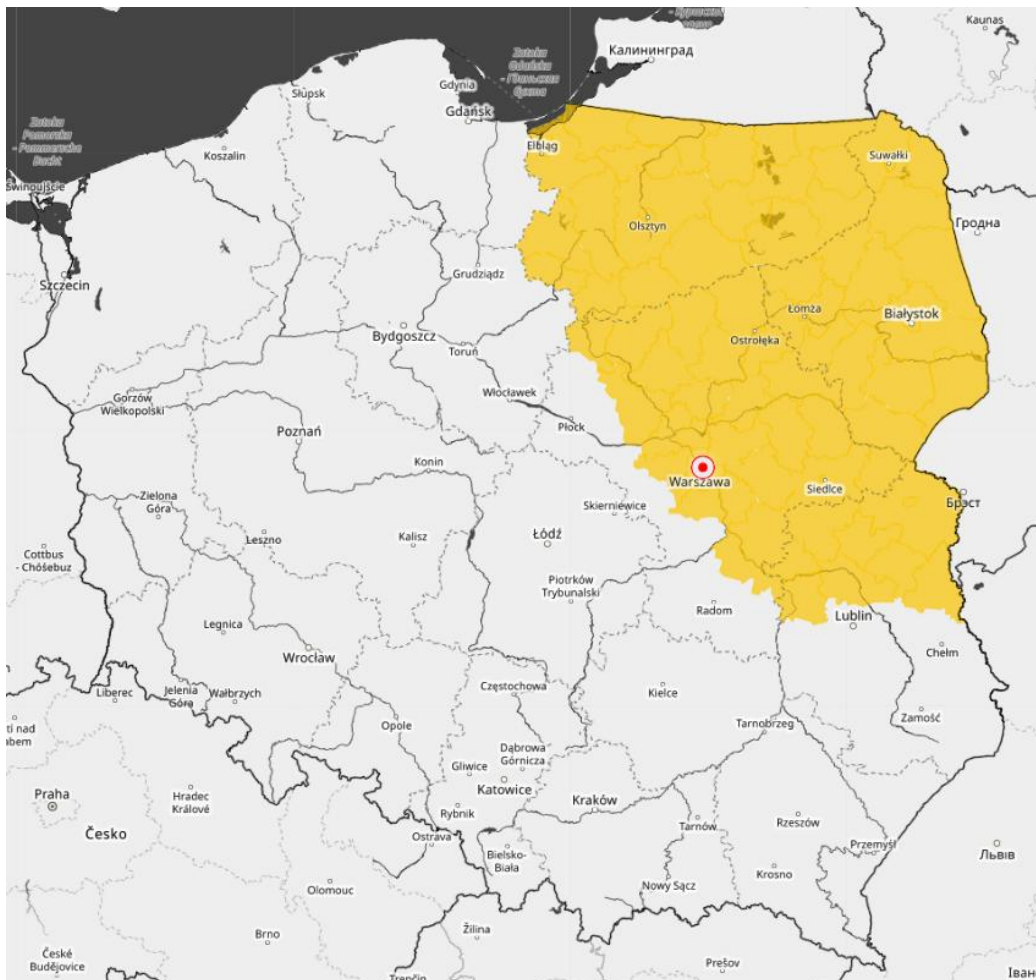 Kaunas
Калининград
Zatoka
Gdańska
Słupsk
Gdynia
Gdańsk
Zatoka
Pomorska
- Pommersche
Bucht
Koszalin
Elbląg
Suwałki
Świnoujście
Гродна
Olsztyn
Szczecin
Grudziądz
Łomża
Białystok
Bydgoszcz
Ostrołęka
Toruń
Włocławek
Gorzów
Wielkopolski
Płock
Poznań
Konin
Warszawa
Siedlce
Брэст
Zielona
Góra
Skierniewice
Leszno
Kalisz
Łódź
Cottbus
- Chóśebuz
Piotrków
Trybunalski
Radom
Lublin
Legnica
Chełm
Wrocław
Częstochowa
Kielce
Liberec
Jelenia
Góra
Wałbrzych
Zamość
Opole
Tarnobrzeg
Dąbrowa
Górnicza
Gliwice
Katowice
Praha
Hradec
Králové
Kraków
Rybnik
Tarnów
Rzeszów
Česko
Ostrava
Przemyśl
Львів
Bielsko-
Biała
Krosno
Nowy Sącz
Olomouc
Brno
Žilina
České
Budějovice
Prešov
Trenčín